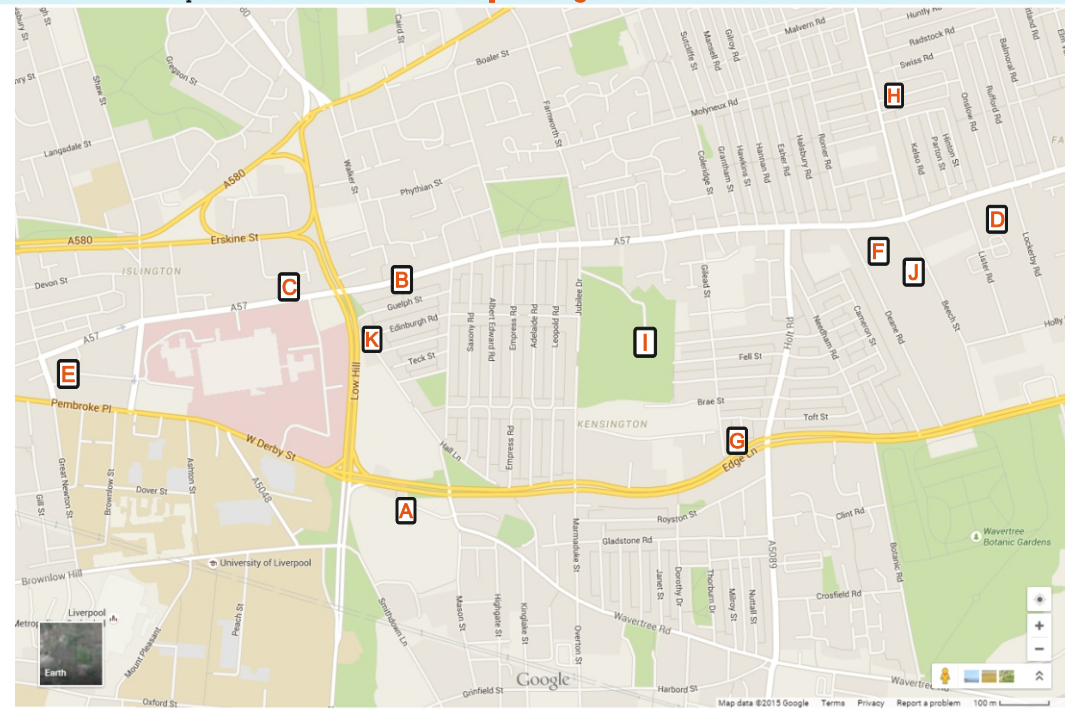 Caird St
Boaler St
Gregson St
Shaw St
Langsdale St
Malvern Rd
Huntly Rd
Radstock Rd
Swiss Rd
Balmoral Rd
Sutcliffe St
Mansell Rd
Gilroy Rd
Molyneux Rd
H
Onslow Rd
Rufford Rd
Farnworth St
Walker St
Phythian St
Coleridge St
Grantham St
Hawkins St
Hannan Rd
Esher Rd
Halsbury Rd
Romer Rd
Kelso Rd
Parton St
Hinton St
A580
A580
Erskine St
A57
D
F
J
Lister Rd
Lockerby Rd
ISLINGTON
Devon St
C
B
A57
A57
Guelph St
Edinburgh Rd
Teck St
K
Saxony Rd
Albert Edward Rd
Empress Rd
Adelaide Rd
Leopold Rd
Jubilee Dr
I
Gilead St
Holt Rd
Needham Rd
Cameron St
Deane Rd
Beech St
Holly
E
Low Hill
Fell St
Brae St
Toft St
Pembroke Pl
W Derby St
KENSINGTON
G
Edge Ln
Hall Ln
Empress Rd
Great Newton St
Brownlow St
Ashton St
Dover St
Gill St
A5048
A
Royston St
Gladstone Rd
Marmaduke St
Clint Rd
A5089
Botanic Rd
Wavertree
Botanic Gardens
University of Liverpool
Brownlow Hill
Liverpool
Janet St
Dorothy Dr
Thorburn Dr
Milroy St
Nuttall St
Crosfield Rd
Smithdown Ln
Mason St
Highgate St
Kinglake St
Overton St
Wavertree Rd
Peach St
Mount Pleasant
Earth
Oxford St
Google
Grinfield St
Harbord St
Map data ©2015 Google Terms Privacy Report a problem 100 m